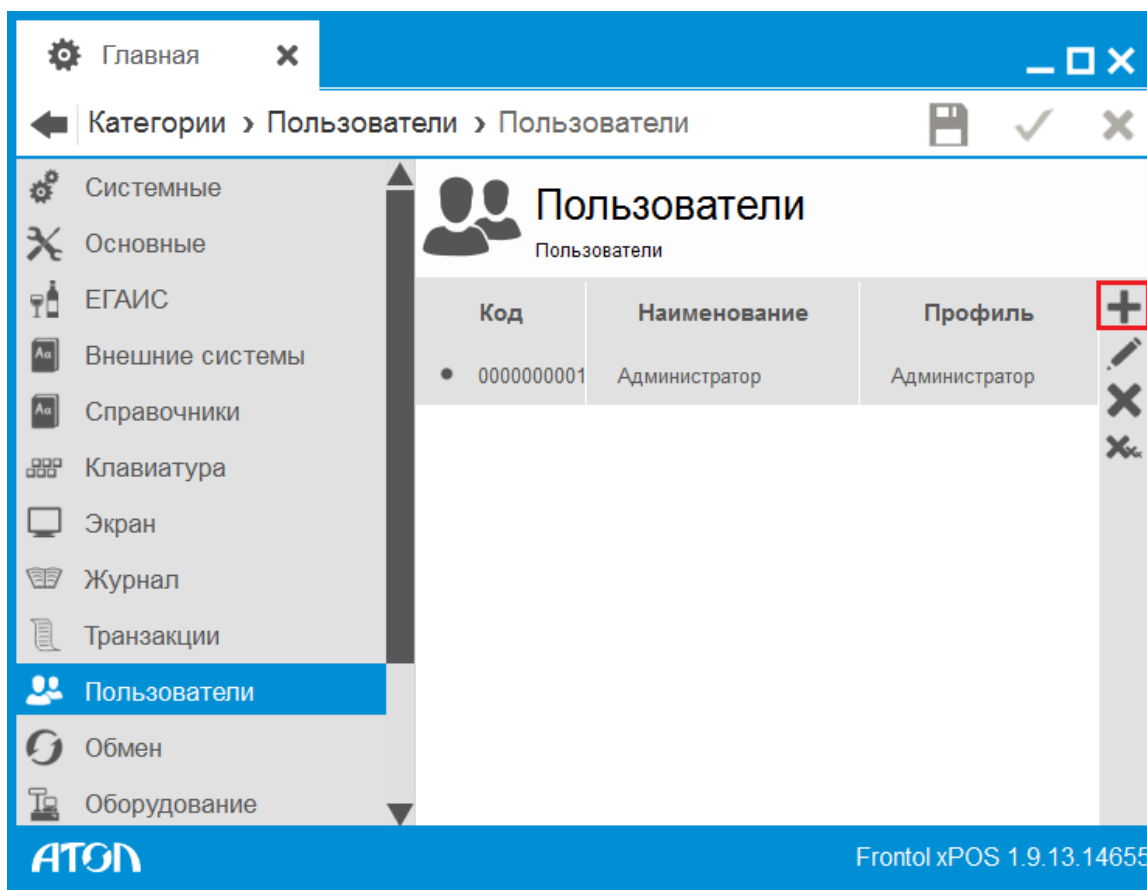 Главная
Категории › Пользователи › Пользователи
Системные
Основные
ЕГАИС
Внешние системы
Справочники
Клавиатура
Экран
Журнал
Транзакции
Пользователи
Обмен
Оборудование
Пользователи
Пользователи
Код Наименование Профиль
0000000001 Администратор Администратор
АТОЛ
Frontol xPOS 1.9.13.14655